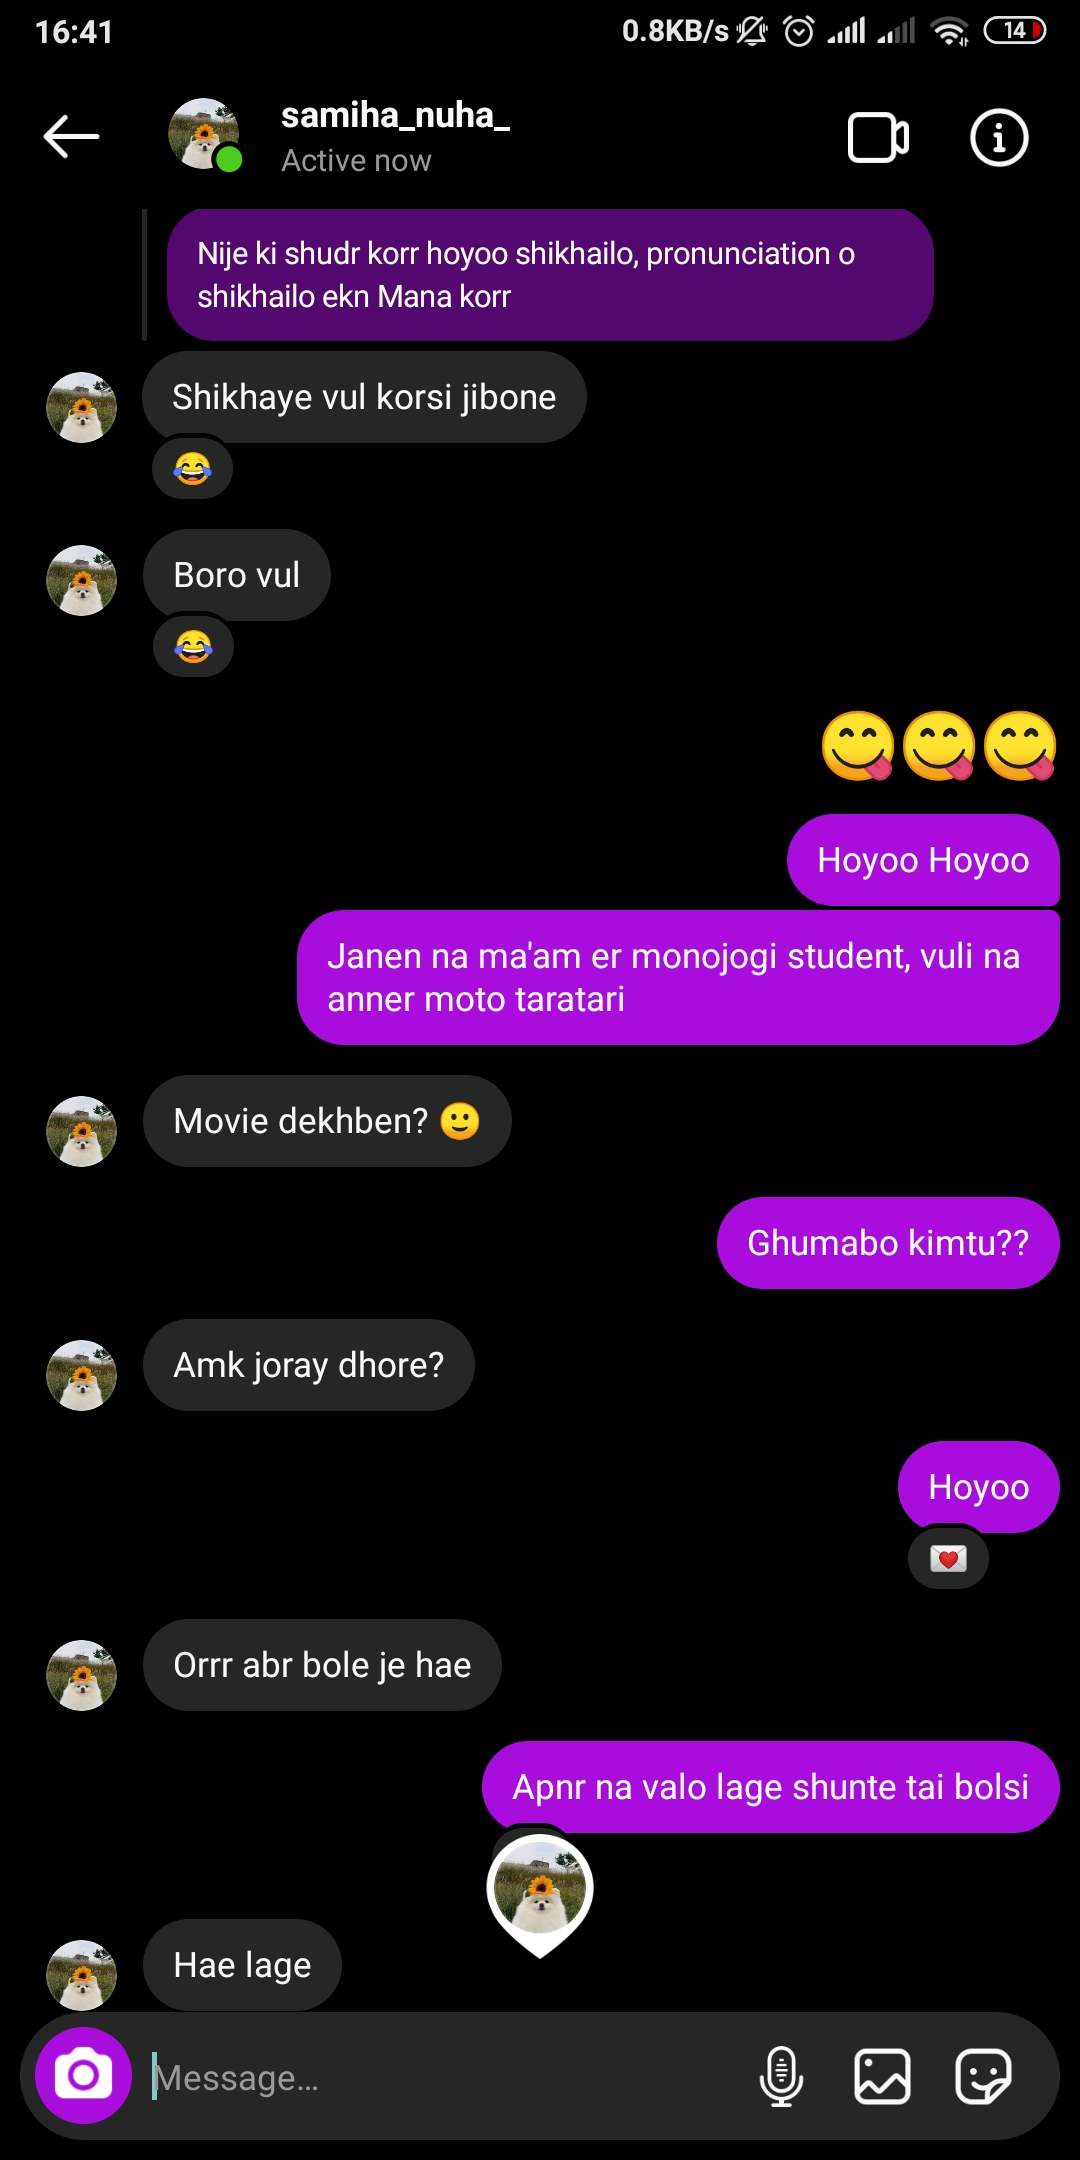 16:41
0.8KB/s
14
samiha_nuha_
Active now
Nije ki shudr korr hoyoo shikhailo, pronunciation o
shikhailo ekn Mana korr
Shikhaye vul korsi jibone
😂
Boro vul
😂
😋😋😋
Hoyoo Hoyoo
Janen na ma'am er monojogi student, vuli na
anner moto taratari
Movie dekhben? 🙂
Ghumabo kimtu??
Amk joray dhore?
Hoyoo
💌
Orrr abr bole je hae
Apnr na valo lage shunte tai bolsi
Hae lage
Message...